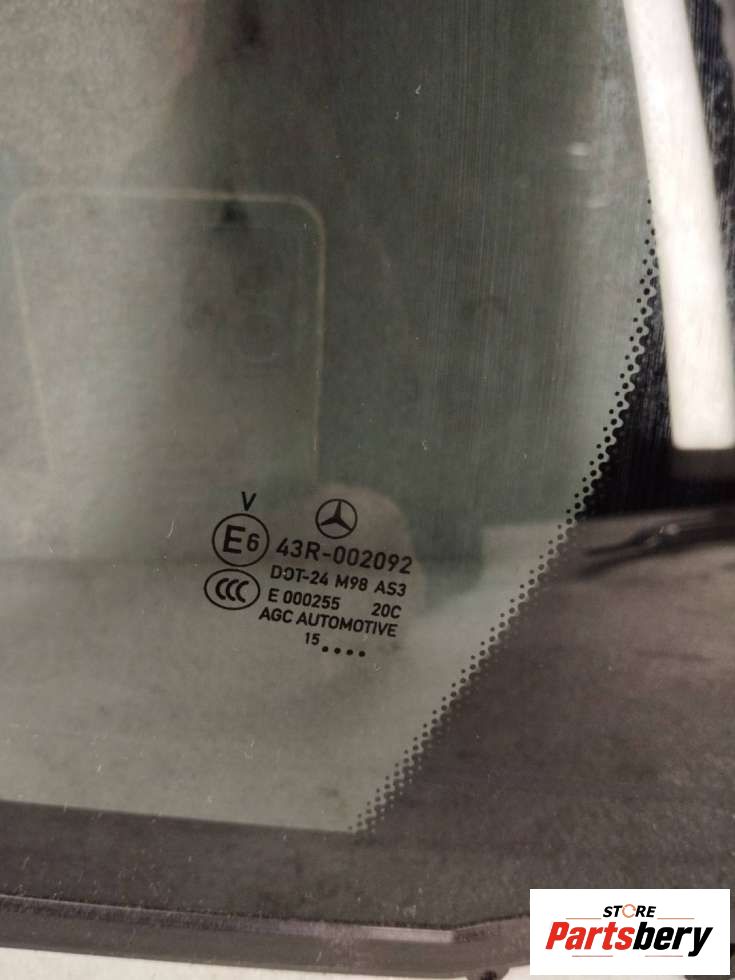 V
E6 43R-002092
DOT-24 M98 AS3
CCC E 000255 20C
AGC AUTOMOTIVE
15....
STORE
Partsbery